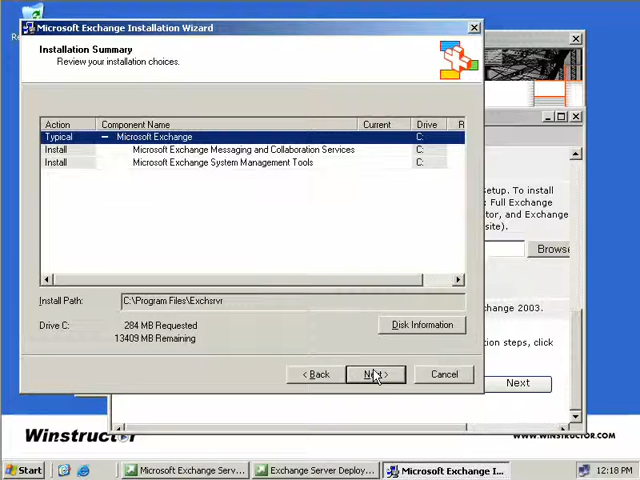 Microsoft Exchange Installation Wizard
Installation Summary
Review your installation choices.
Action Component Name Current Drive R
Typical Microsoft Exchange C:
Install Microsoft Exchange Messaging and Collaboration Services C:
Install Microsoft Exchange System Management Tools C:
Install Path: C:\Program Files\Exchsrvr
Drive C: 284 MB Requested
13409 MB Remaining
Disk Information
< Back Next > Cancel
Setup. To install
: Full Exchange
tor, and Exchange
site).
Browse
change 2003.
tion steps, click
Next
Winstructor
WWW.WINSTRUCTOR.COM
Start Microsoft Exchange Serv... Exchange Server Deploy... Microsoft Exchange I... 12:18 PM